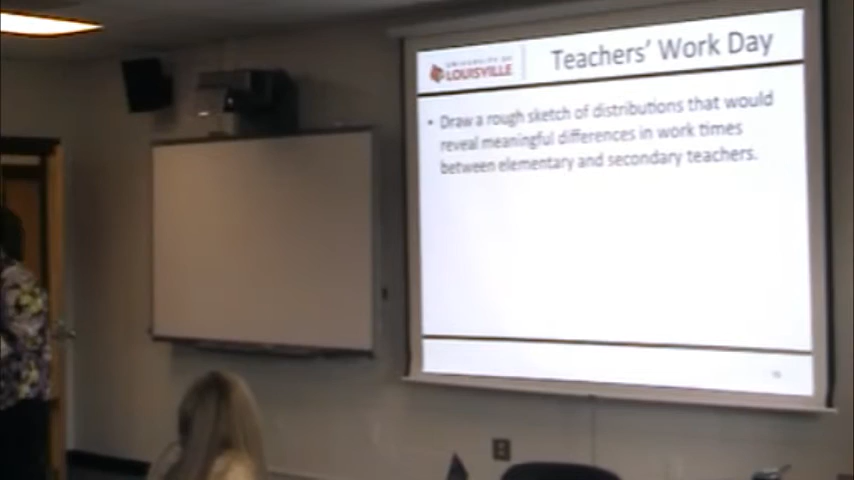 UNIVERSITY OF
LOUISVILLE
Teachers' Work Day
• Draw a rough sketch of distributions that would
reveal meaningful differences in work times
between elementary and secondary teachers.